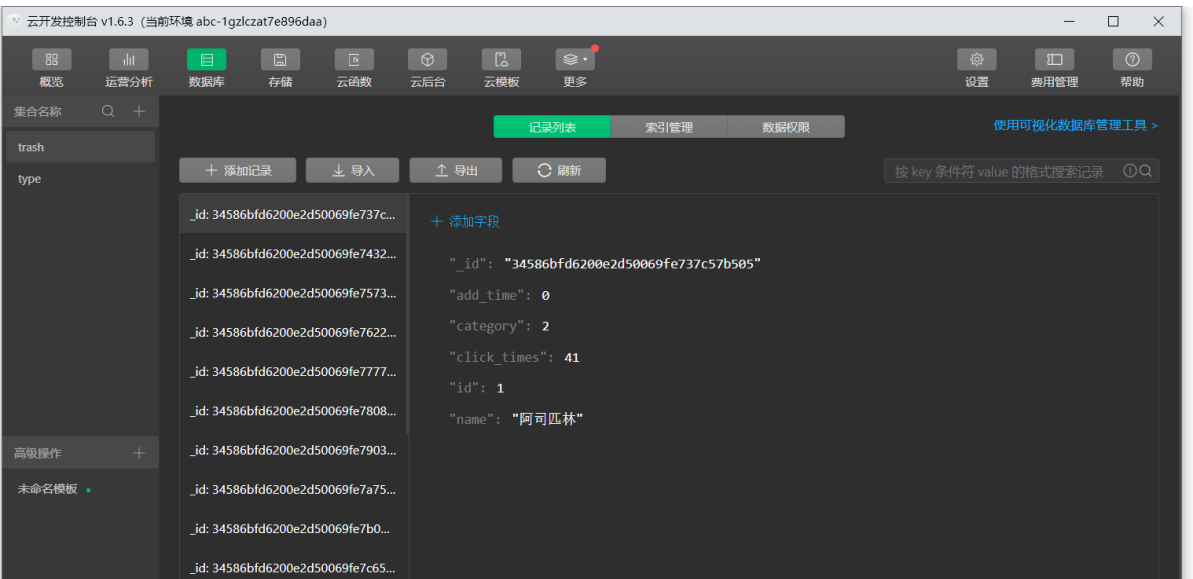 云开发控制台 v1.6.3 (当前环境 abc-1gzlczat7e896daa)
概览 运营分析 数据库 存储 云函数 云后台 云模板 更多 设置 费用管理 帮助
集合名称
trash
type
高级操作
未命名模板
记录列表 索引管理 数据权限 使用可视化数据库管理工具 >
添加记录 导入 导出 刷新 按 key 条件符 value 的格式搜索记录
_id: 34586bfd6200e2d50069fe737c...
_id: 34586bfd6200e2d50069fe7432...
_id: 34586bfd6200e2d50069fe7573...
_id: 34586bfd6200e2d50069fe7622...
_id: 34586bfd6200e2d50069fe7777...
_id: 34586bfd6200e2d50069fe7808...
_id: 34586bfd6200e2d50069fe7903...
_id: 34586bfd6200e2d50069fe7a75...
_id: 34586bfd6200e2d50069fe7b0...
_id: 34586bfd6200e2d50069fe7c65...
添加字段
"_id": "34586bfd6200e2d50069fe737c57b505"
"add_time": 0
"category": 2
"click_times": 41
"id": 1
"name": "阿司匹林"